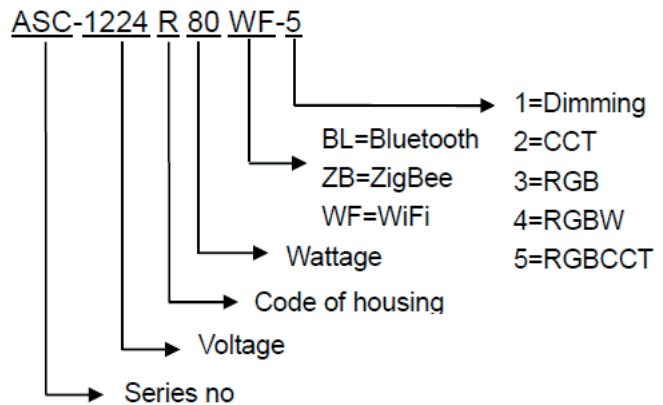 ASC-1224 R 80 WF-5
1=Dimming
BL=Bluetooth 2=CCT
ZB=ZigBee 3=RGB
WF=WiFi 4=RGBW
Wattage 5=RGBCCT
Code of housing
Voltage
Series no